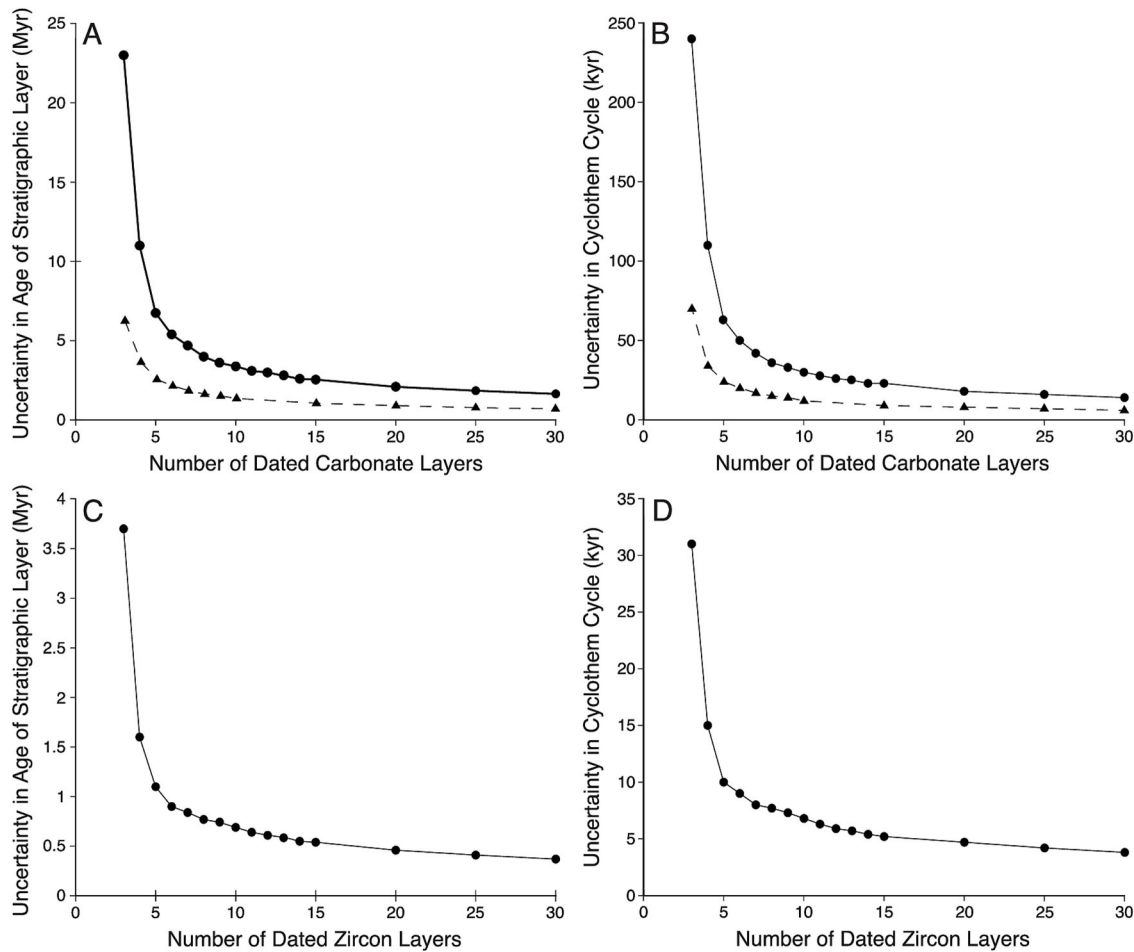 A
Uncertainty in Age of Stratigraphic Layer (Myr)
25
20
15
10
5
0
0 5 10 15 20 25 30
Number of Dated Carbonate Layers
B
Uncertainty in Cyclothem Cycle (kyr)
250
200
150
100
50
0
0 5 10 15 20 25 30
Number of Dated Carbonate Layers
C
Uncertainty in Age of Stratigraphic Layer (Myr)
4
3.5
3
2.5
2
1.5
1
0.5
0
0 5 10 15 20 25 30
Number of Dated Zircon Layers
D
Uncertainty in Cyclothem Cycle (kyr)
35
30
25
20
15
10
5
0
0 5 10 15 20 25 30
Number of Dated Zircon Layers